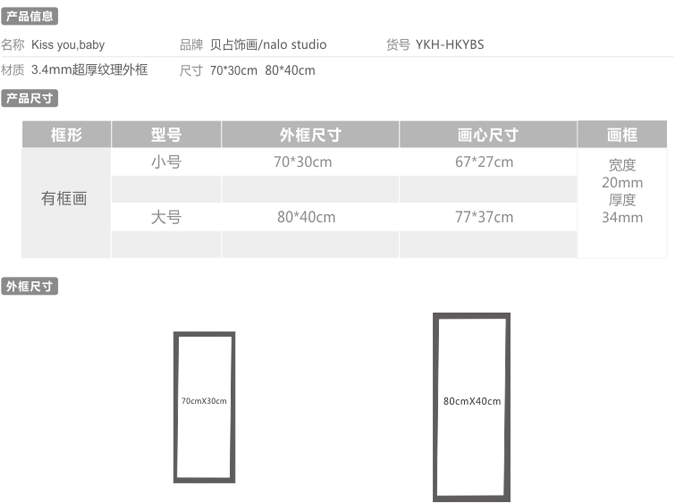 产品信息
名称 Kiss you,baby 品牌 贝占饰画/nalo studio 货号 YKH-HKYBS
材质 3.4mm超厚纹理外框 尺寸 70*30cm 80*40cm
产品尺寸
框形 型号 外框尺寸 画心尺寸 画框
小号 70*30cm 67*27cm 宽度
20mm
有框画 厚度
大号 80*40cm 77*37cm 34mm
外框尺寸
70cmX30cm 80cmX40cm